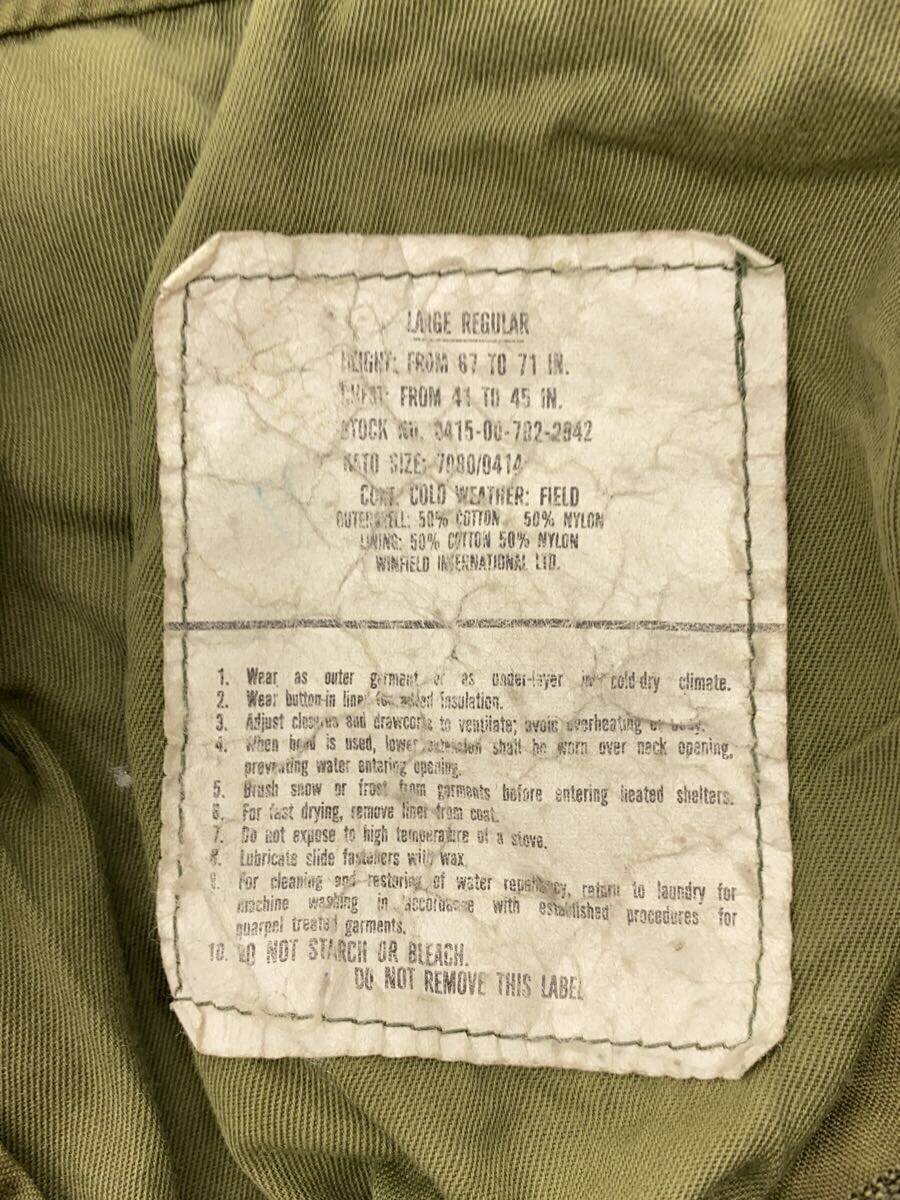 LARGE REGULAR
HEIGHT: FROM 67 TO 71 IN.
CHEST: FROM 41 TO 45 IN.
STOCK NO. 8415-00-782-2942
NATO SIZE: 7080/0414
COAT: COLD WEATHER: FIELD
OUTERSHELL: 50% COTTON 50% NYLON
LINING: 50% COTTON 50% NYLON
WINFIELD INTERNATIONAL LTD.
1. Wear as outer garment or as under-layer in cold-dry climate.
2. Wear button-in liner for added insulation.
3. Adjust closures and drawcords to ventilate; avoid overheating of body.
4. When hood is used, lower extension shall be worn over neck opening,
preventing water entering opening.
5. Brush snow or frost from garments before entering heated shelters.
6. For fast drying, remove liner from coat.
7. Do not expose to high temperature of a stove.
8. Lubricate slide fasteners with wax.
9. For cleaning and restoring of water repellency, return to laundry for
machine washing in accordance with established procedures for
quarpel treated garments.
10. DO NOT STARCH OR BLEACH.
DO NOT REMOVE THIS LABEL